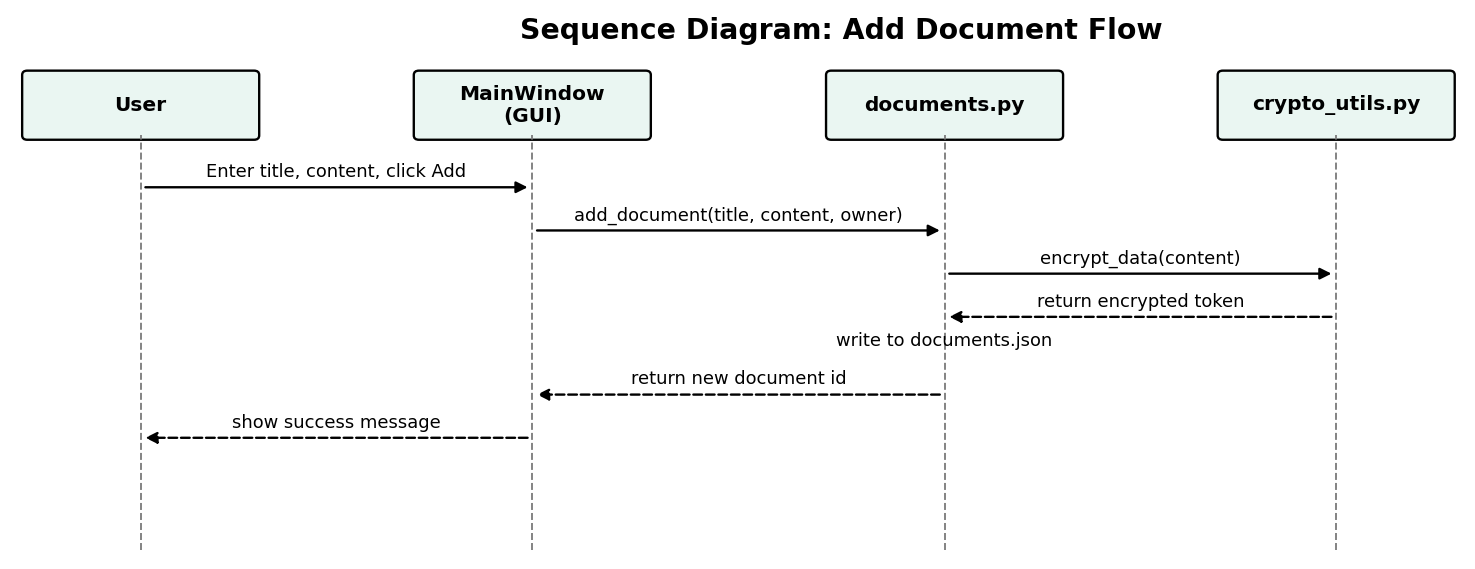 Sequence Diagram: Add Document Flow
User
MainWindow
(GUI)
documents.py
crypto_utils.py
Enter title, content, click Add
add_document(title, content, owner)
encrypt_data(content)
return encrypted token
write to documents.json
return new document id
show success message